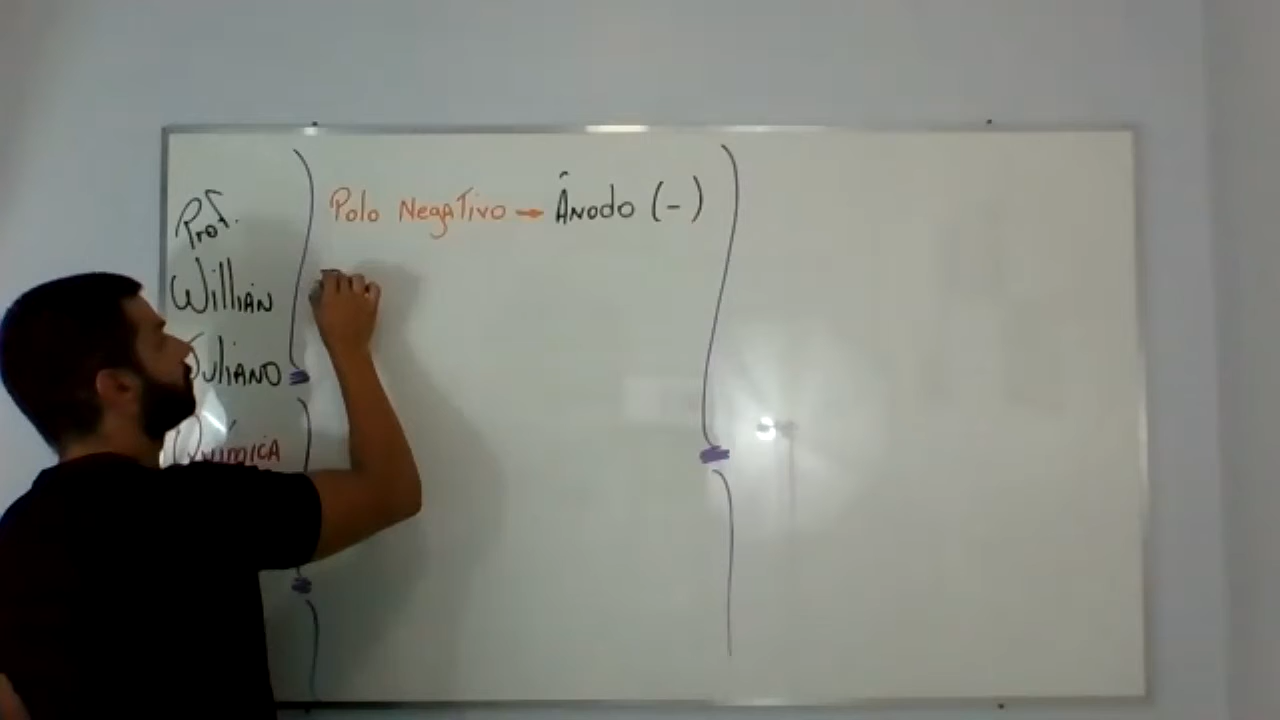 Prof.
Willian
Juliano
Química
Polo Negativo → Ânodo (-)